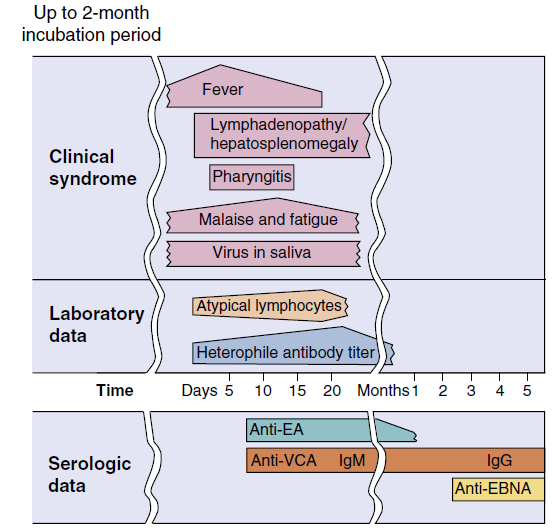 Up to 2-month
incubation period
Clinical
syndrome
Fever
Lymphadenopathy/
hepatosplenomegaly
Pharyngitis
Malaise and fatigue
Virus in saliva
Laboratory
data
Atypical lymphocytes
Heterophile antibody titer
Time Days 5 10 15 20 Months 1 2 3 4 5
Serologic
data
Anti-EA
Anti-VCA IgM IgG
Anti-EBNA